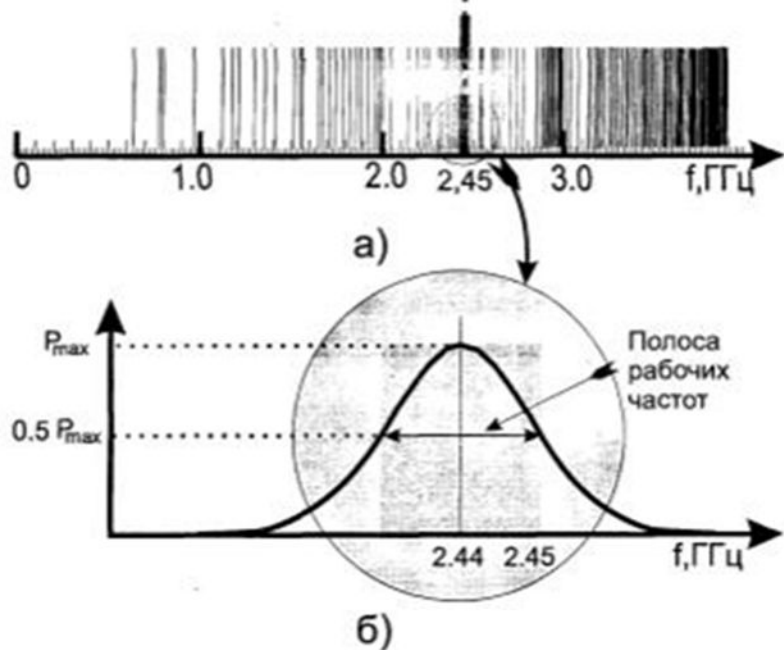 0 1.0 2.0 2,45 3.0 f,ГГц
а)
Pmax
Полоса
рабочих
частот
0.5 Pmax
2.44 2.45 f,ГГц
б)